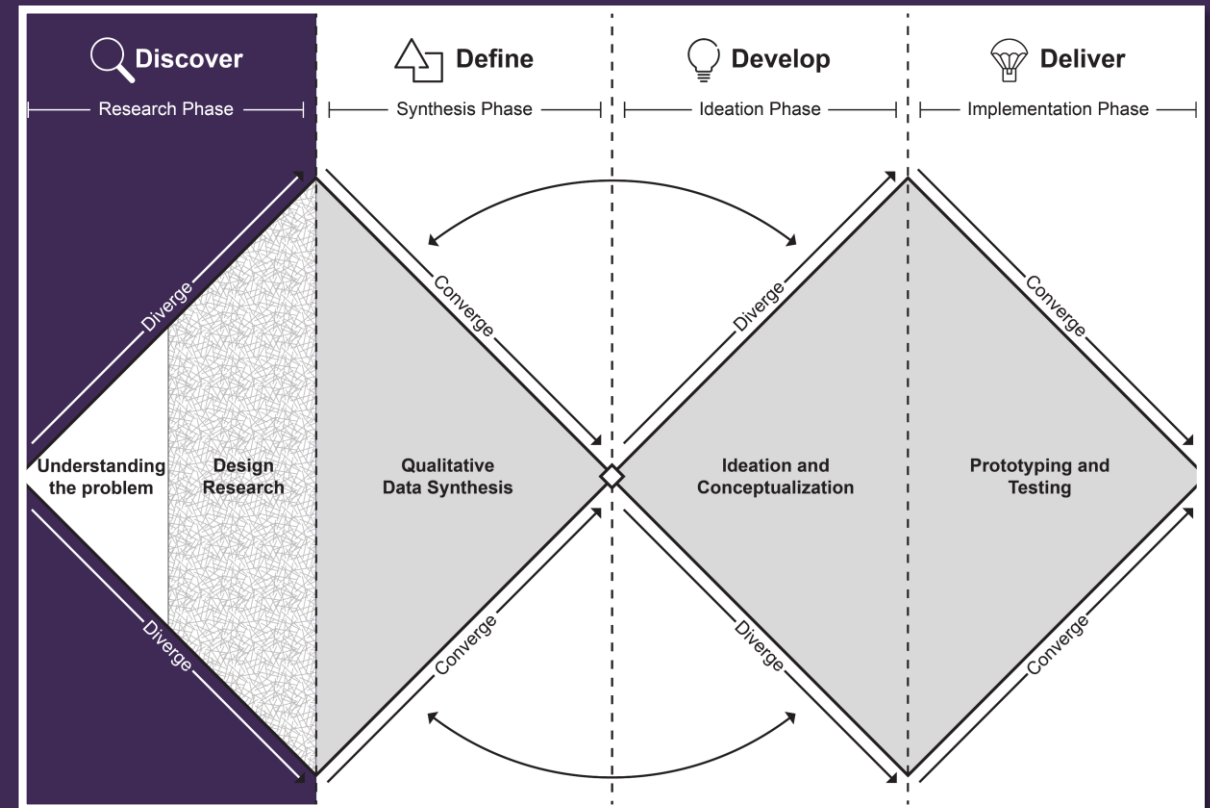 Discover
Define
Develop
Deliver
Research Phase
Synthesis Phase
Ideation Phase
Implementation Phase
Diverge
Converge
Diverge
Converge
Understanding
the problem
Design
Research
Qualitative
Data Synthesis
Ideation and
Conceptualization
Prototyping and
Testing
Diverge
Converge
Diverge
Converge